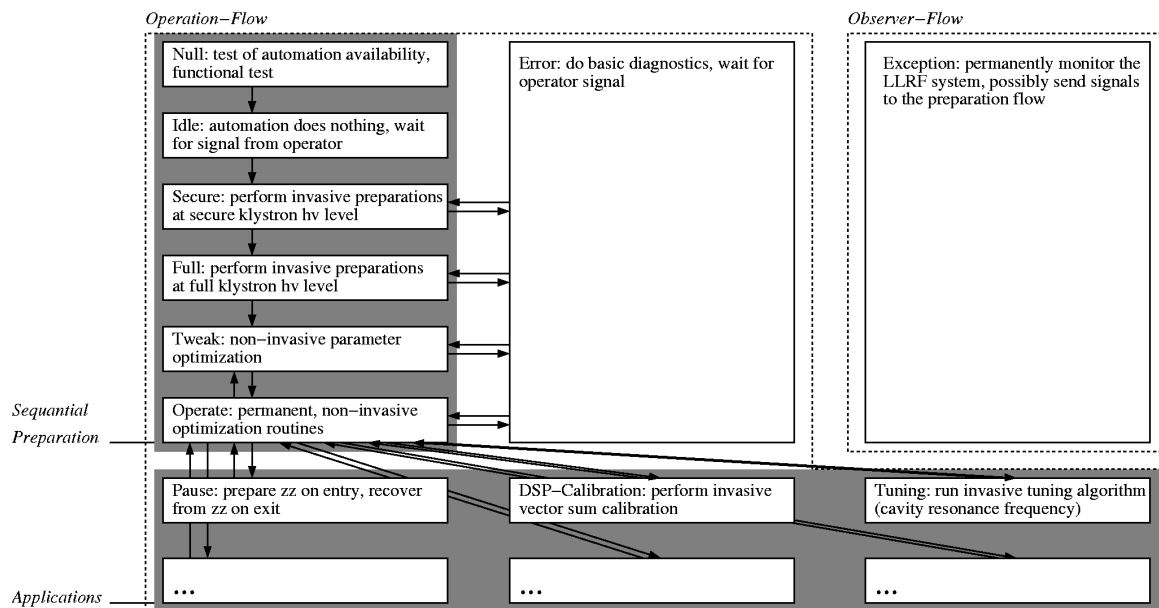 Operation−Flow
Observer−Flow
Null: test of automation availability,
functional test
Error: do basic diagnostics, wait for
operator signal
Exception: permanently monitor the
LLRF system, possibly send signals
to the preparation flow
Idle: automation does nothing, wait
for signal from operator
Secure: perform invasive preparations
at secure klystron hv level
Full: perform invasive preparations
at full klystron hv level
Tweak: non−invasive parameter
optimization
Sequantial
Preparation
Operate: permanent, non−invasive
optimization routines
Pause: prepare zz on entry, recover
from zz on exit
DSP−Calibration: perform invasive
vector sum calibration
Tuning: run invasive tuning algorithm
(cavity resonance frequency)
Applications
...
...
...